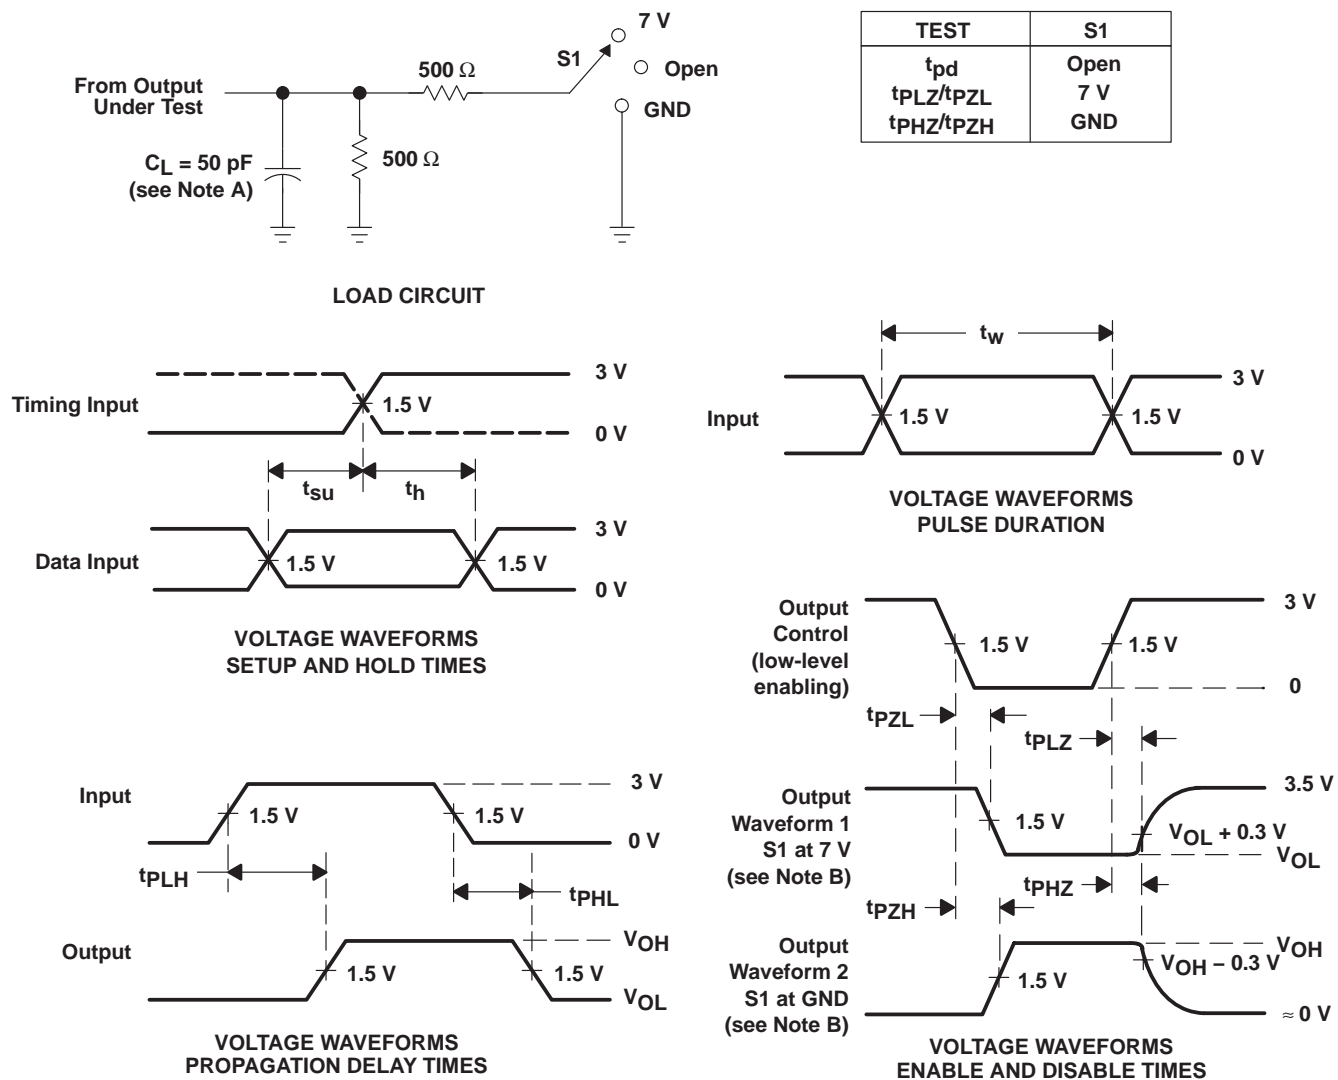 7 V
S1
Open
GND
500 Ω
From Output
Under Test
CL = 50 pF
(see Note A)
500 Ω
LOAD CIRCUIT
TEST S1
tpd Open
tPLZ/tPZL 7 V
tPHZ/tPZH GND
Timing Input
3 V
1.5 V
0 V
tsu
th
Data Input
3 V
1.5 V
1.5 V
0 V
VOLTAGE WAVEFORMS
SETUP AND HOLD TIMES
tw
Input
3 V
1.5 V
1.5 V
0 V
VOLTAGE WAVEFORMS
PULSE DURATION
Input
3 V
1.5 V
1.5 V
0 V
tPLH
tPHL
Output
VOH
1.5 V
1.5 V
VOL
VOLTAGE WAVEFORMS
PROPAGATION DELAY TIMES
Output
Control
(low-level
enabling)
3 V
1.5 V
1.5 V
0
tPZL
tPLZ
Output
Waveform 1
S1 at 7 V
(see Note B)
3.5 V
1.5 V
VOL + 0.3 V
VOL
tPHZ
tPZH
Output
Waveform 2
S1 at GND
(see Note B)
VOH
VOH − 0.3 V
1.5 V
≈ 0 V
VOLTAGE WAVEFORMS
ENABLE AND DISABLE TIMES